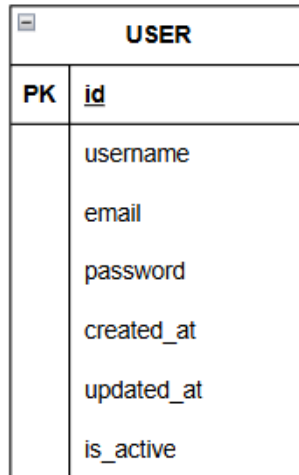 USER
PK id
username
email
password
created_at
updated_at
is_active